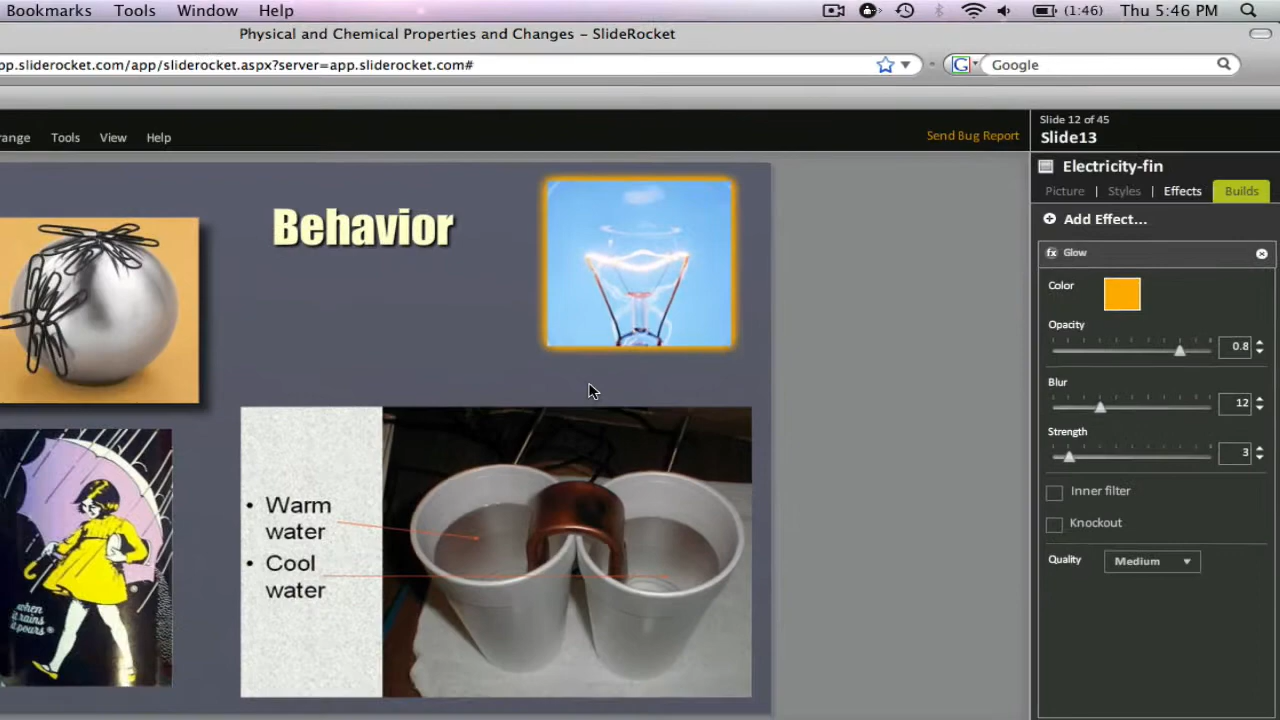 Bookmarks Tools Window Help (1:46) Thu 5:46 PM
Physical and Chemical Properties and Changes – SlideRocket
pp.sliderocket.com/app/sliderocket.aspx?server=app.sliderocket.com# G Google
range Tools View Help Send Bug Report
Slide 12 of 45
Slide13
Electricity-fin
Picture | Styles | Effects Builds
Add Effect...
fx Glow
Color
Opacity
0.8
Blur
12
Strength
3
Inner filter
Knockout
Quality Medium
Behavior
• Warm
water
• Cool
water
when
it rains
it pours®